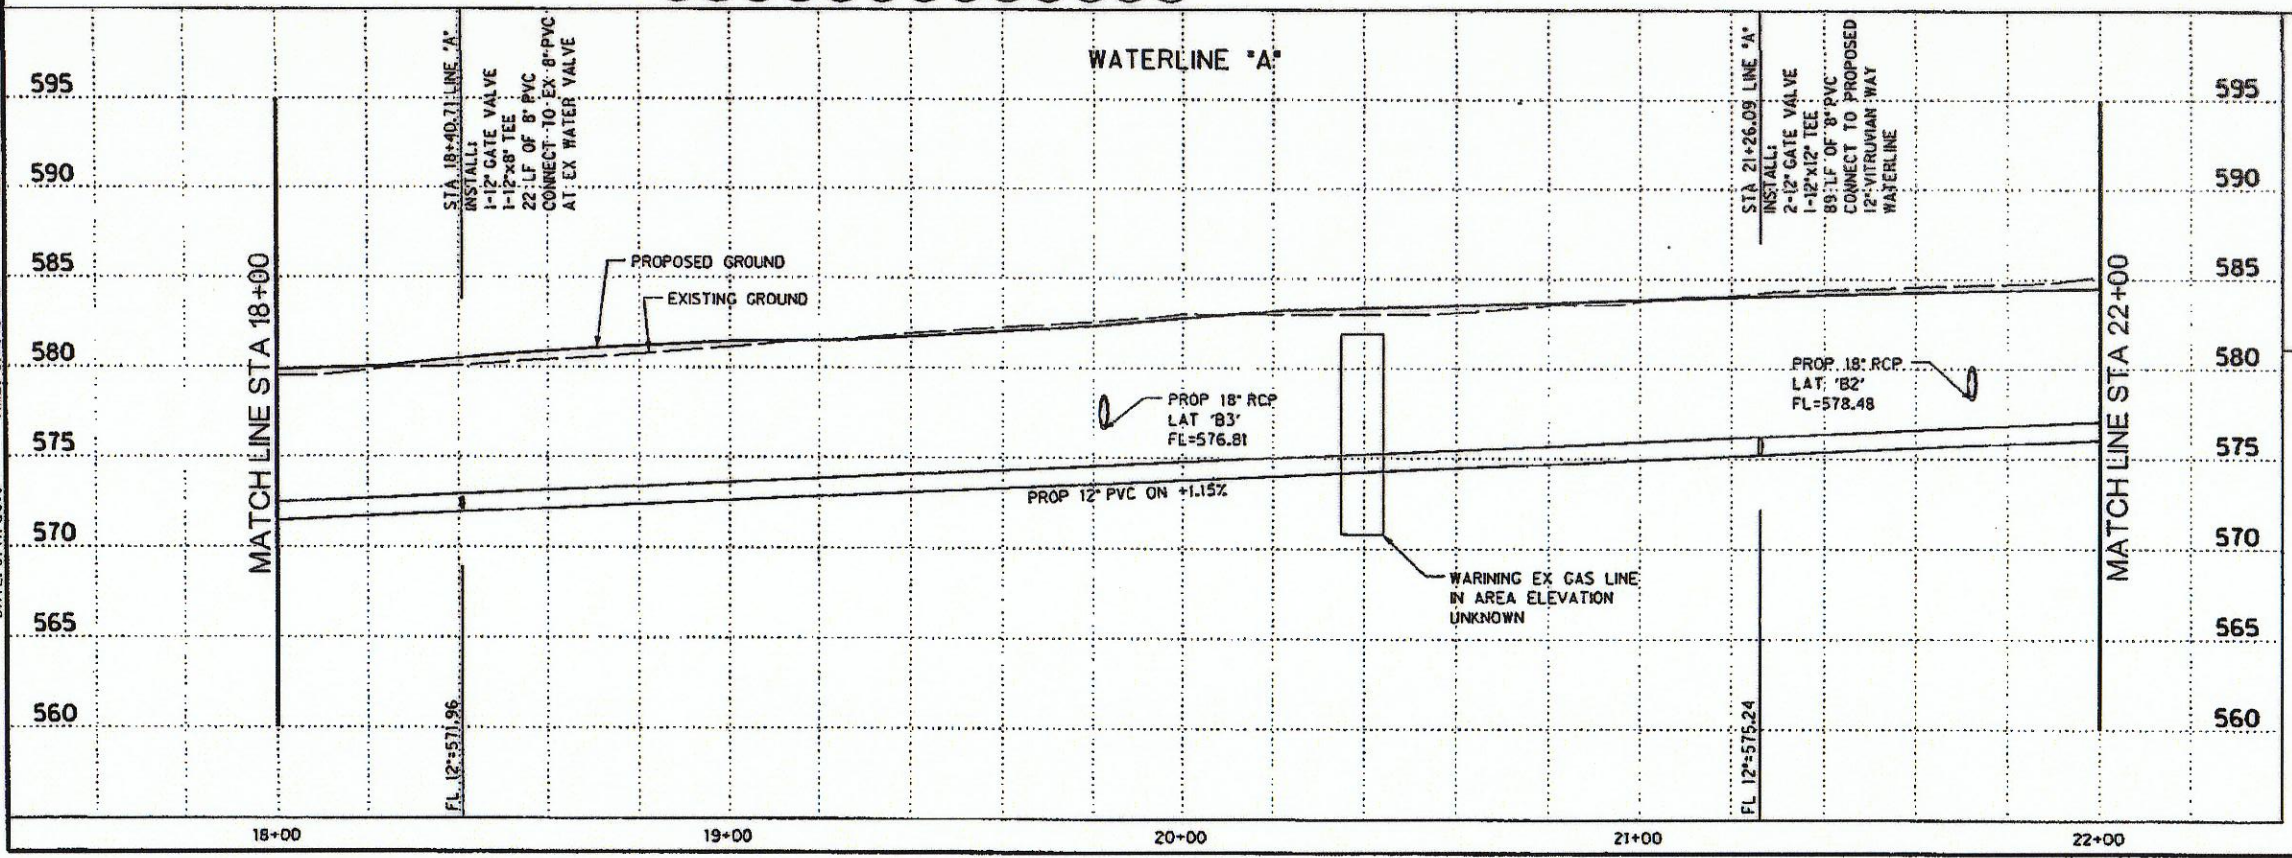 WATERLINE "A"
STA 18+40.71 LINE "A"
INSTALL:
1-12" GATE VALVE
1-12"x8" TEE
22 LF OF 8" PVC
CONNECT TO EX 8" PVC
AT EX WATER VALVE
STA 21+26.09 LINE "A"
INSTALL:
2-12" GATE VALVE
1-12"x12" TEE
89 LF OF 8" PVC
CONNECT TO PROPOSED
12" VITRUVIAN WAY
WATERLINE
595
590
585
580
575
570
565
560
595
590
585
580
575
570
565
560
MATCH LINE STA 18+00
PROPOSED GROUND
EXISTING GROUND
PROP 18" RCP
LAT 'B3'
FL=576.81
PROP 18" RCP
LAT 'B2'
FL=578.48
PROP 12" PVC ON +1.15%
WARINING EX GAS LINE
IN AREA ELEVATION
UNKNOWN
MATCH LINE STA 22+00
FL 12"=571.96
FL 12"=575.24
18+00
19+00
20+00
21+00
22+00